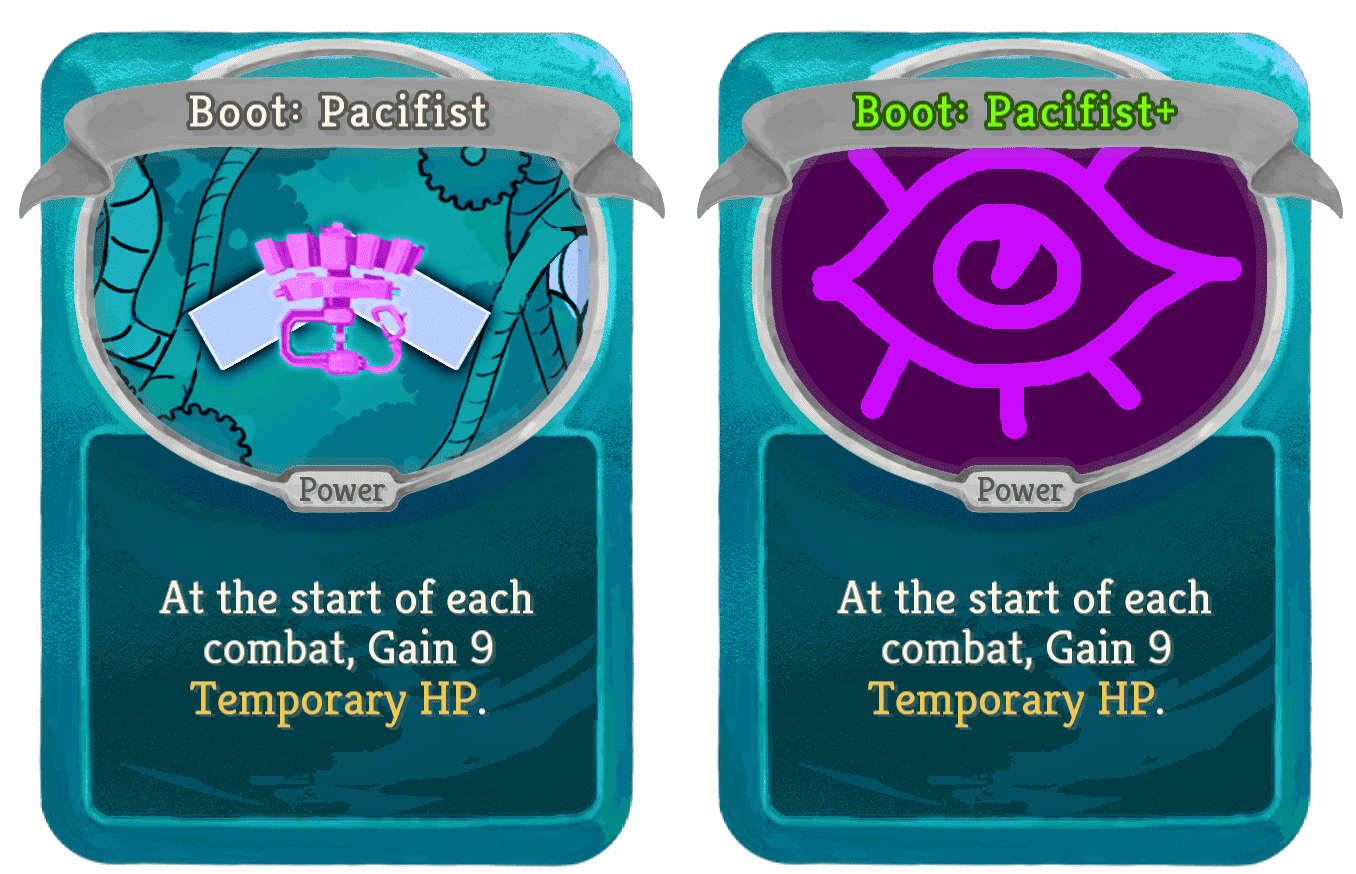 Boot: Pacifist
Power
At the start of each
combat, Gain 9
Temporary HP.
Boot: Pacifist+
Power
At the start of each
combat, Gain 9
Temporary HP.